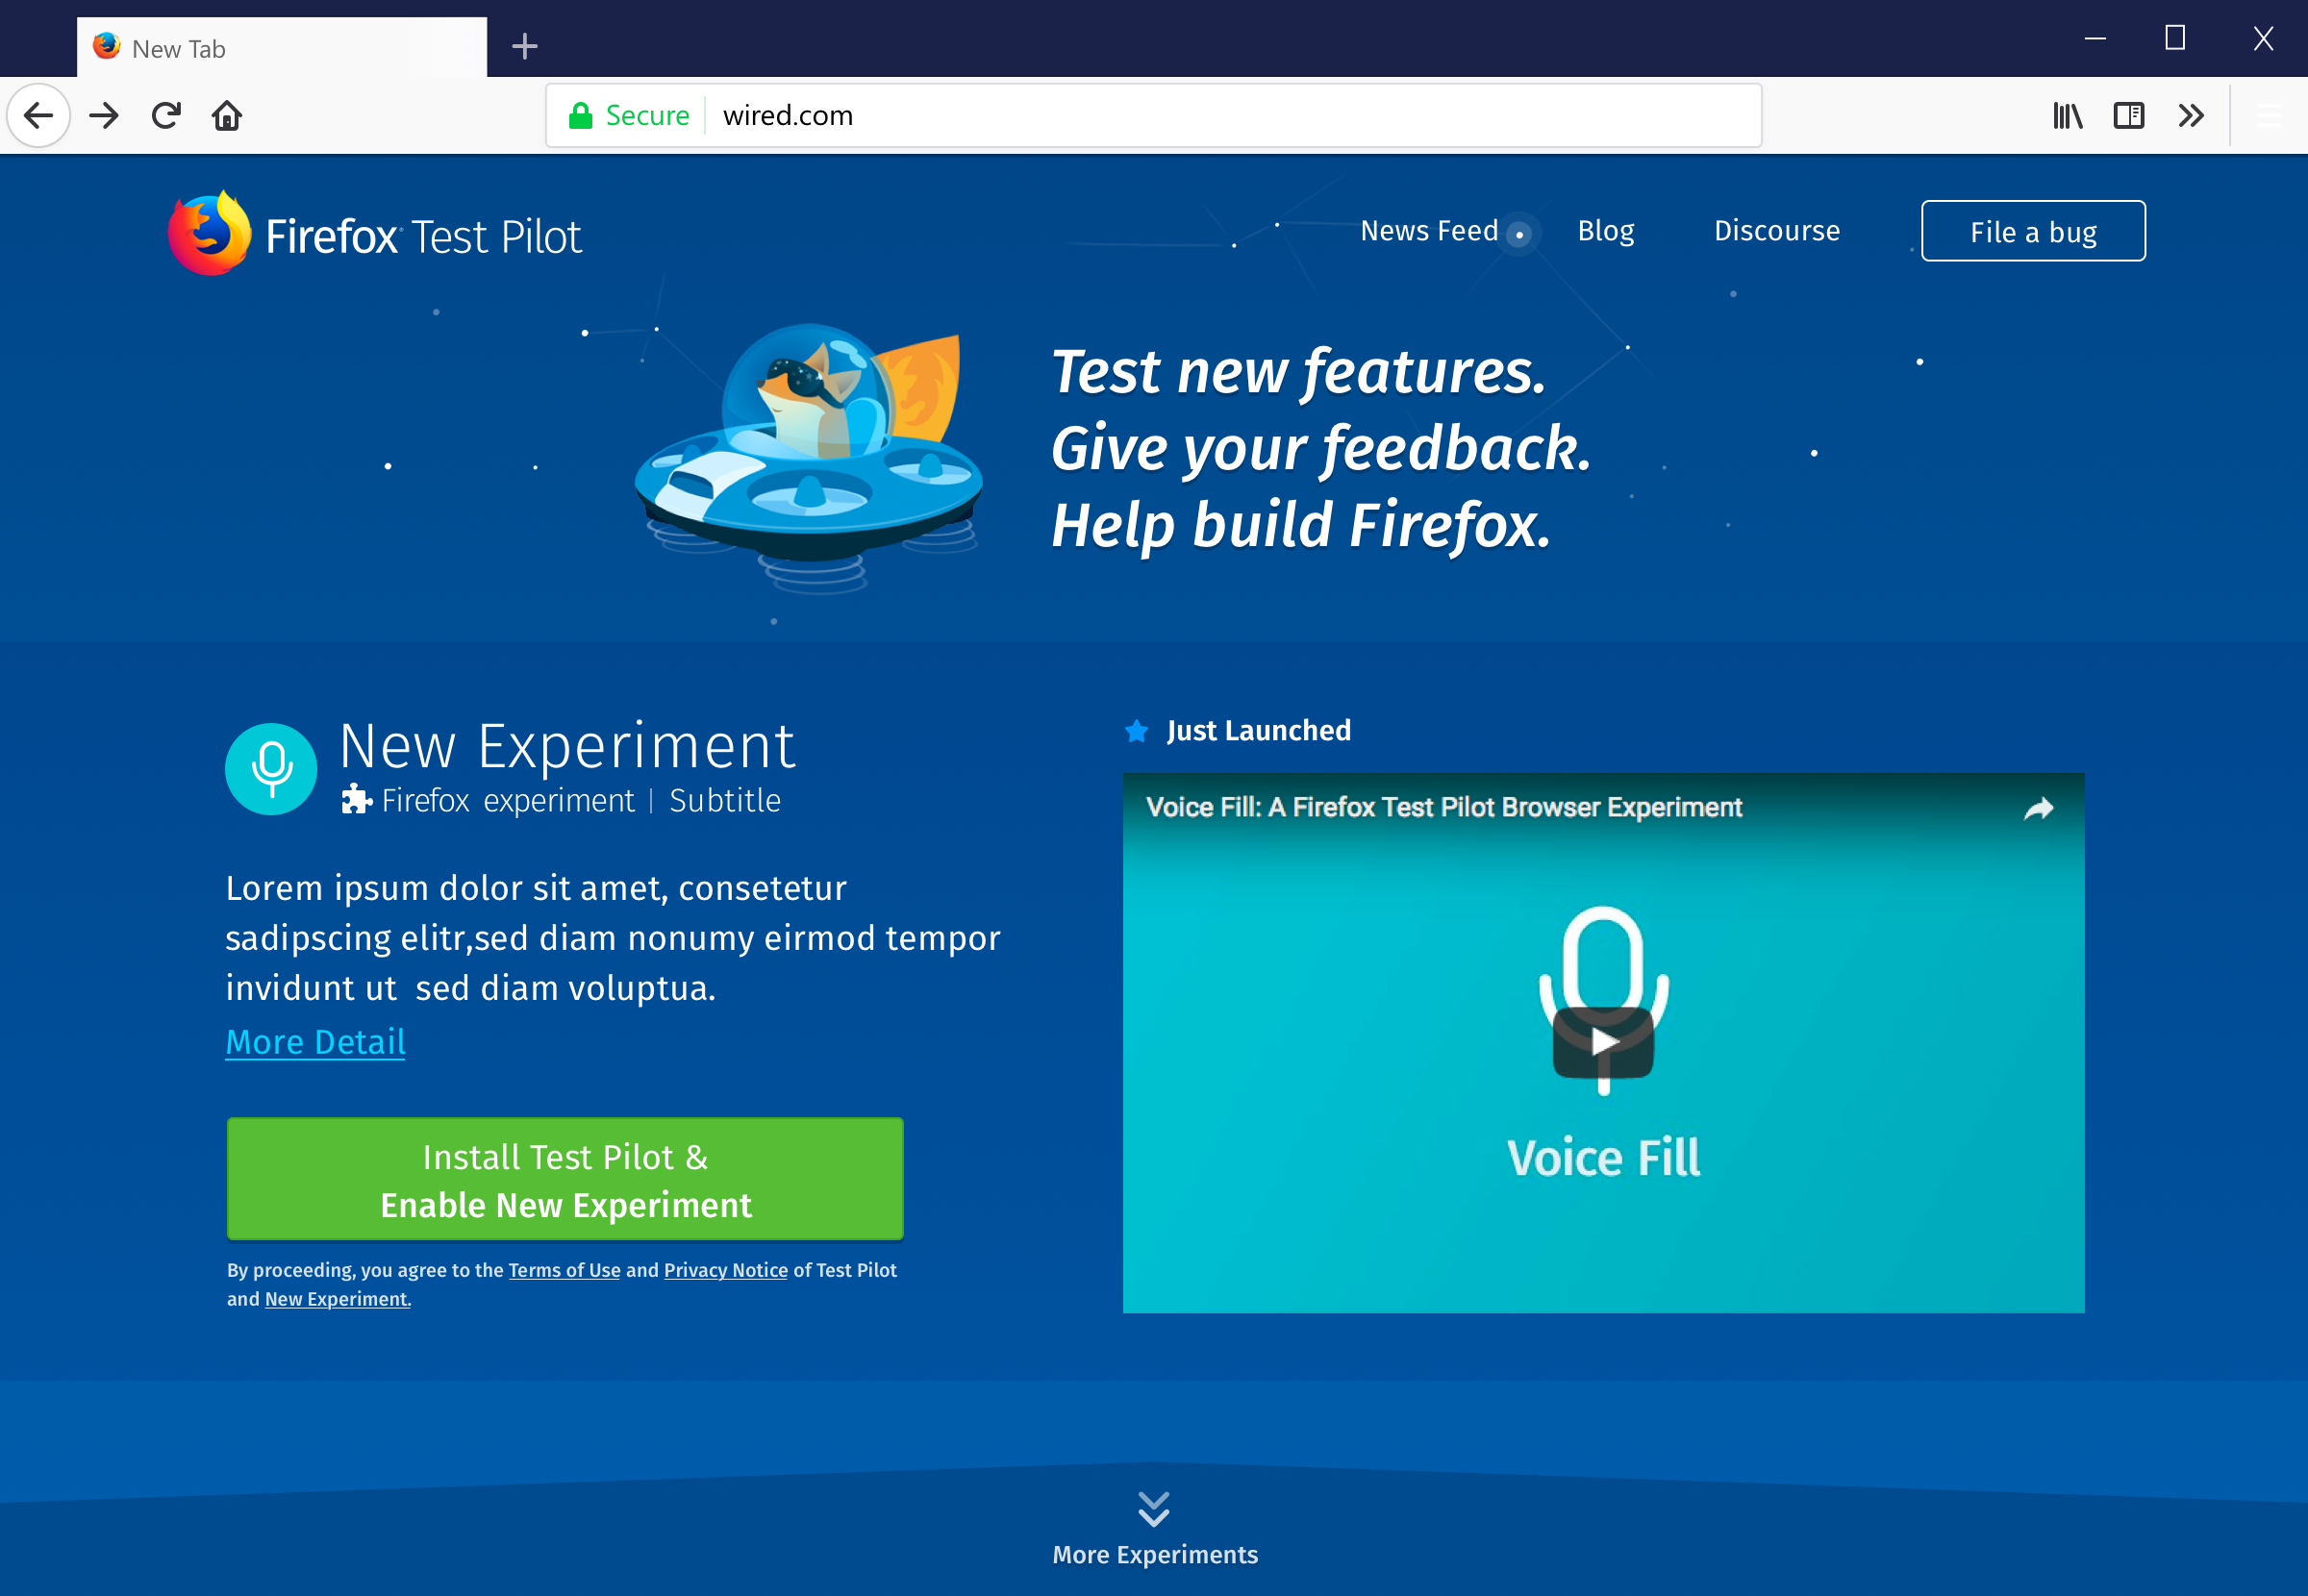 New Tab
Secure
wired.com
Firefox Test Pilot
News Feed
Blog
Discourse
File a bug
Test new features.
Give your feedback.
Help build Firefox.
New Experiment
Firefox experiment | Subtitle
Lorem ipsum dolor sit amet, consetetur
sadipscing elitr,sed diam nonumy eirmod tempor
invidunt ut  sed diam voluptua.
More Detail
Install Test Pilot &
Enable New Experiment
By proceeding, you agree to the Terms of Use and Privacy Notice of Test Pilot
and New Experiment.
Just Launched
Voice Fill: A Firefox Test Pilot Browser Experiment
Voice Fill
More Experiments